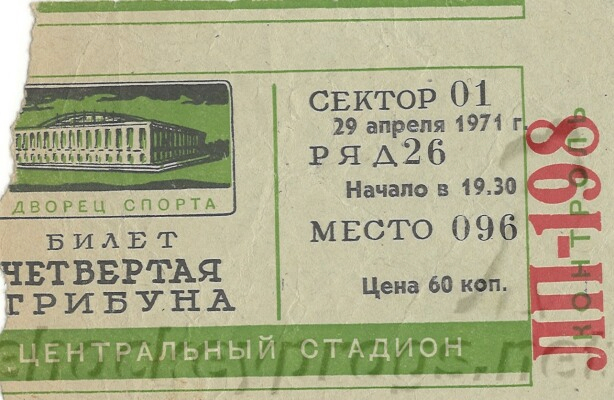 ДВОРЕЦ СПОРТА
БИЛЕТ
ЧЕТВЕРТАЯ
ТРИБУНА
ЦЕНТРАЛЬНЫЙ СТАДИОН
СЕКТОР 01
29 апреля 1971 г.
РЯД 26
Начало в 19.30
МЕСТО 096
Цена 60 коп.
ЛП-198
КОНТРОЛЬ